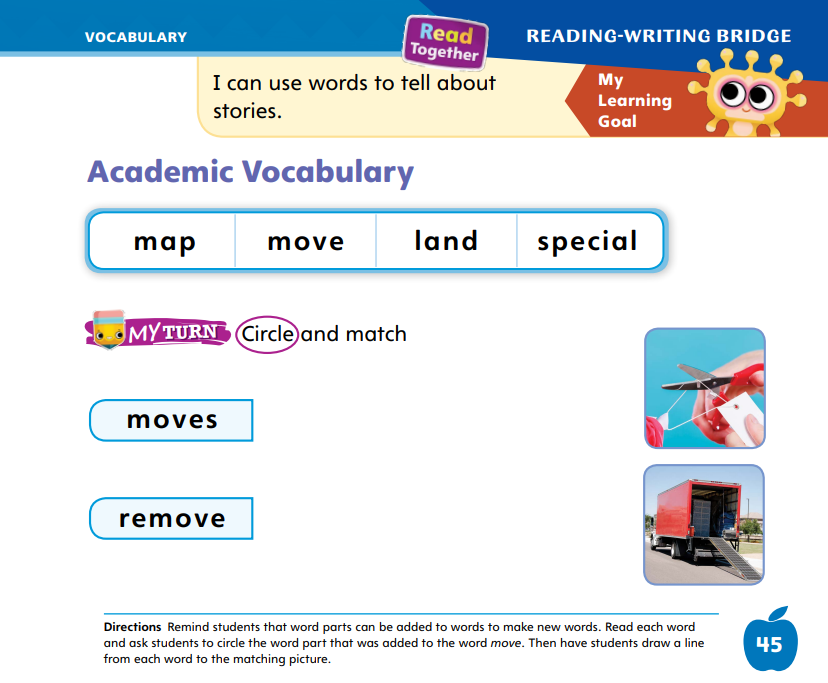 VOCABULARY
Read
Together
READING-WRITING BRIDGE
I can use words to tell about
stories.
My
Learning
Goal
Academic Vocabulary
map move land special
MY TURN Circle and match
moves
remove
Directions Remind students that word parts can be added to words to make new words. Read each word
and ask students to circle the word part that was added to the word move. Then have students draw a line
from each word to the matching picture.
45